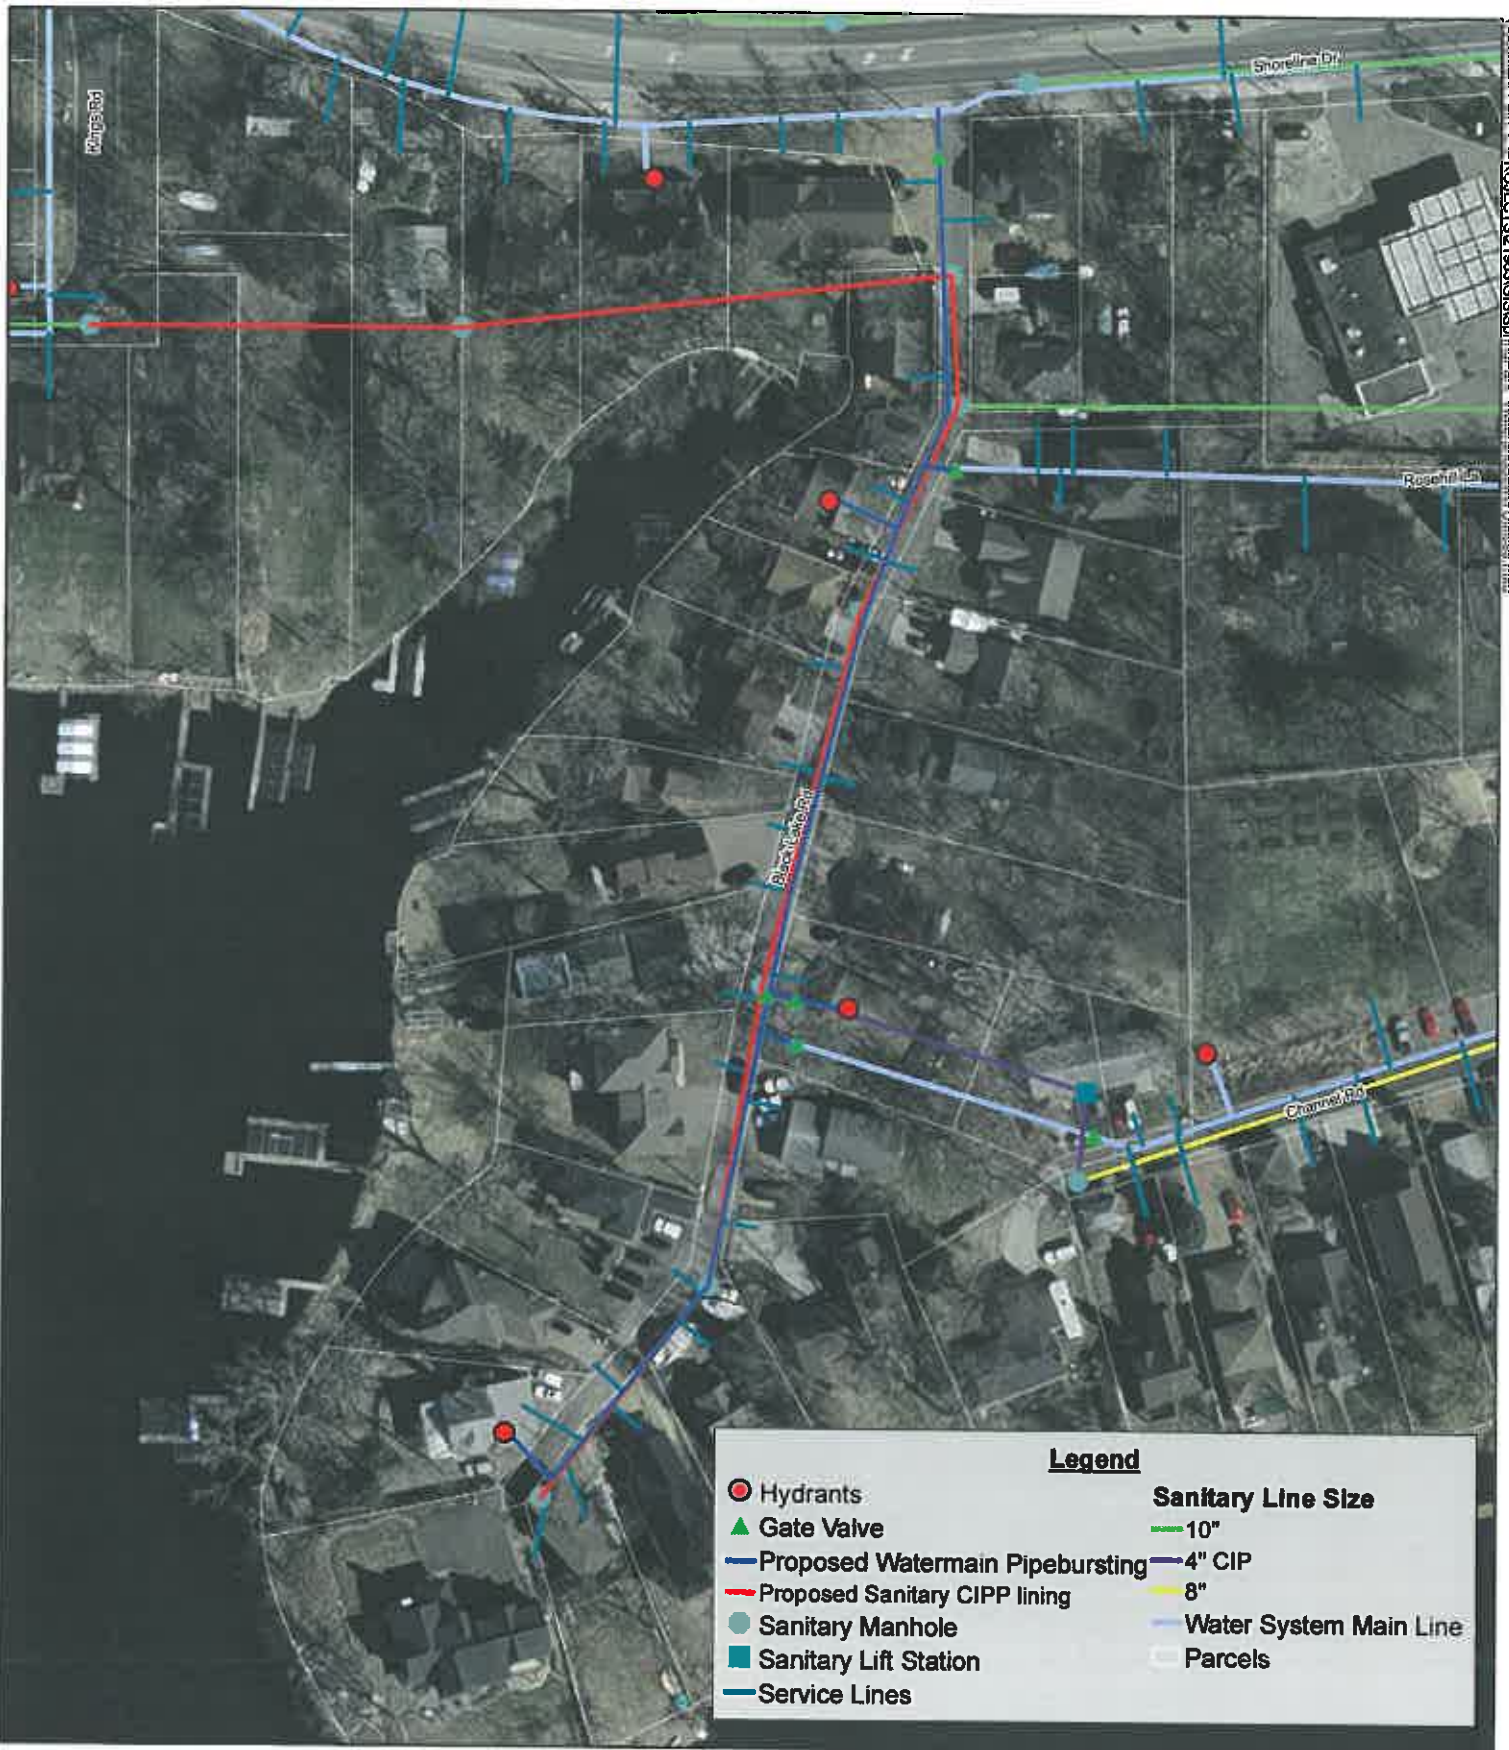 Shoreline Dr
Kings Rd
Rosehill Ln
Channel Rd
Legend
Hydrants
Gate Valve
Proposed Watermain Pipebursting
Proposed Sanitary CIPP lining
Sanitary Manhole
Sanitary Lift Station
Service Lines
Sanitary Line Size
10"
4" CIP
8"
Water System Main Line
Parcels